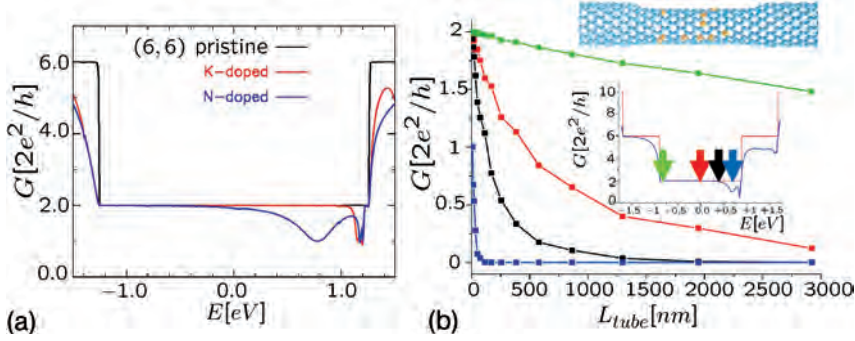 6.0
4.0
2.0
0.0
G[2e²/h]
(6,6) pristine
K-doped
N-doped
−1.0 0.0 1.0
E[eV]
(a)
2
1.5
1
0.5
0
G[2e²/h]
10
8
6
4
2
0
G[2e²/h]
−1.5 −1 −0.5 0.0 +0.5 +1 +1.5
E[eV]
0 500 1000 1500 2000 2500 3000
L_tube[nm]
(b)